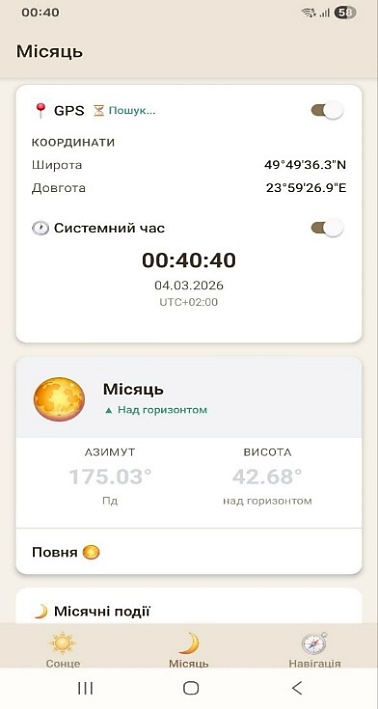 00:40 58
Місяць
GPS Пошук...
КООРДИНАТИ
Широта 49°49'36.3"N
Довгота 23°59'26.9"E
Системний час
00:40:40
04.03.2026
UTC+02:00
Місяць
▲ Над горизонтом
АЗИМУТ ВИСОТА
175.03° 42.68°
Пд над горизонтом
Повня
Місячні події
Сонце Місяць Навігація